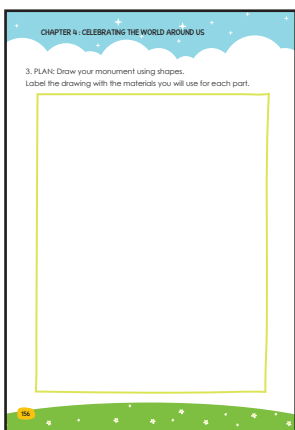 CHAPTER 4 : CELEBRATING THE WORLD AROUND US
3. PLAN: Draw your monument using shapes.
Label the drawing with the materials you will use for each part.
156